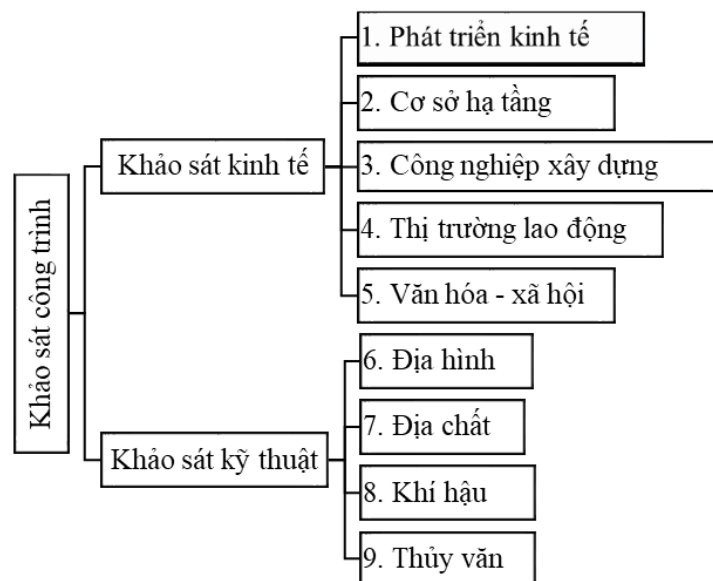 Khảo sát công trình
Khảo sát kinh tế
1. Phát triển kinh tế
2. Cơ sở hạ tầng
3. Công nghiệp xây dựng
4. Thị trường lao động
5. Văn hóa - xã hội
Khảo sát kỹ thuật
6. Địa hình
7. Địa chất
8. Khí hậu
9. Thủy văn